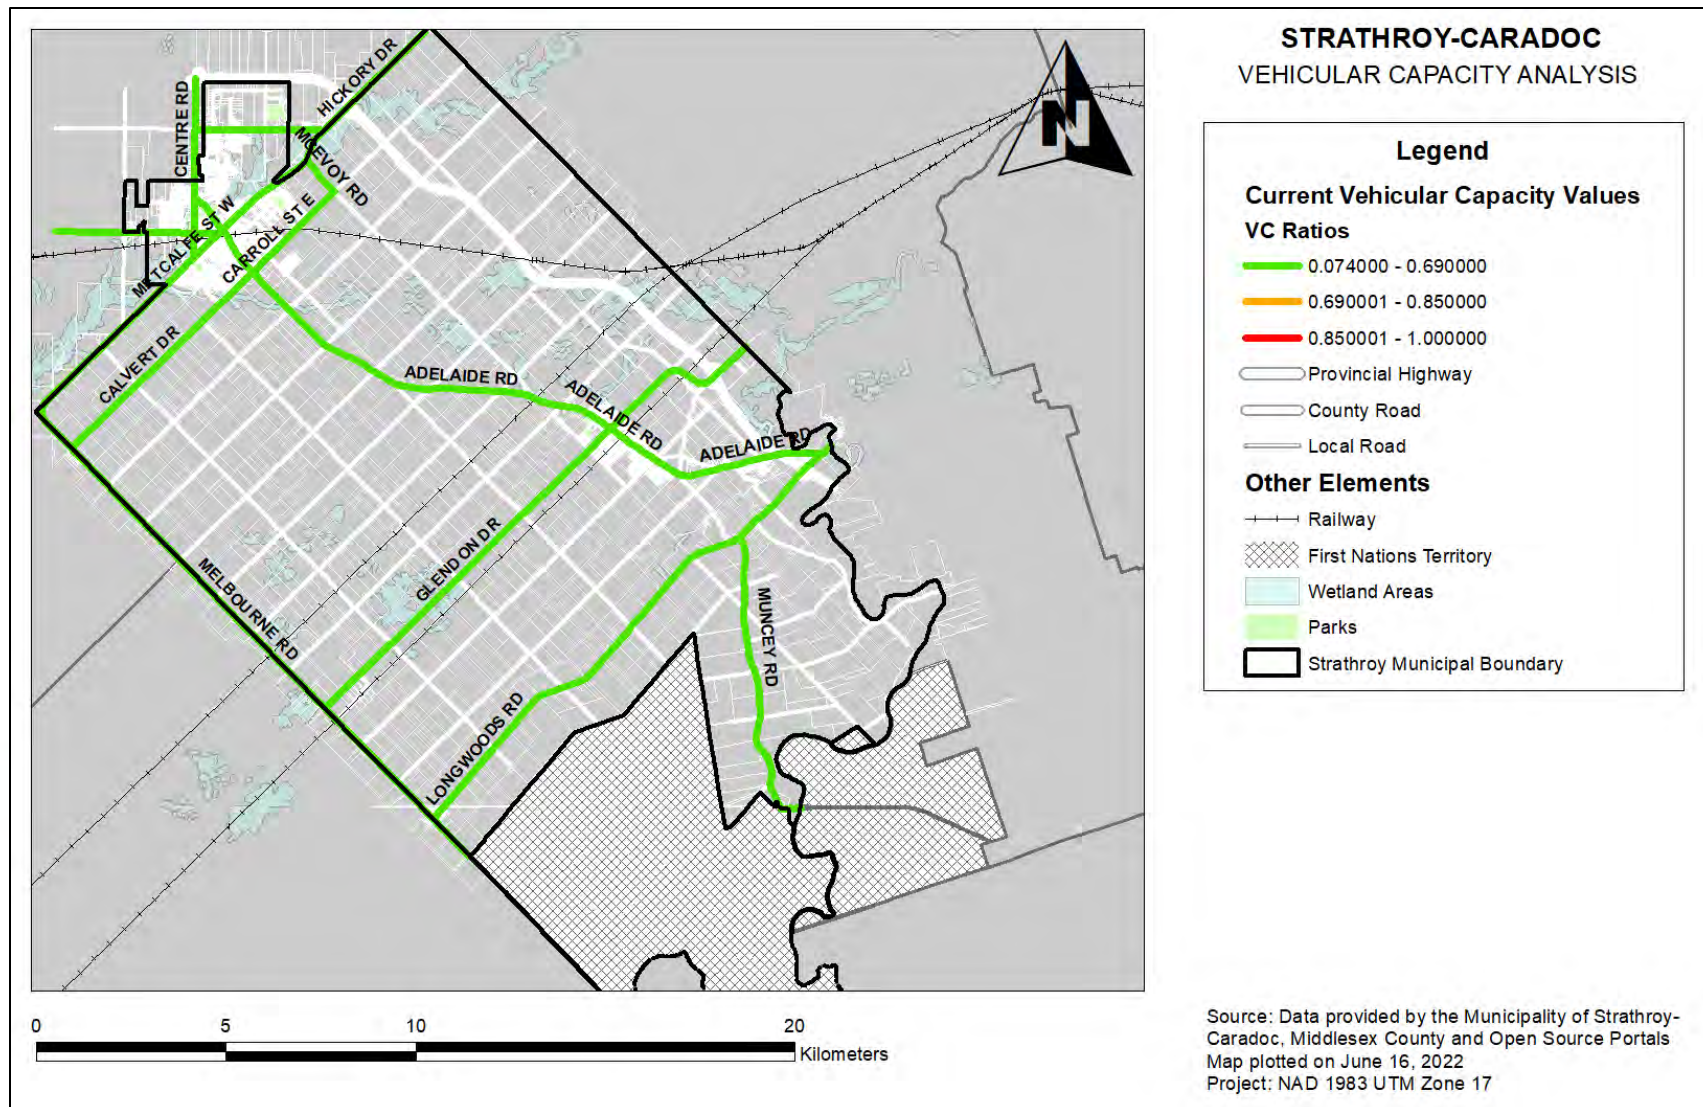 STRATHROY-CARADOC
VEHICULAR CAPACITY ANALYSIS
N
Legend
Current Vehicular Capacity Values
VC Ratios
0.074000 - 0.690000
0.690001 - 0.850000
0.850001 - 1.000000
Provincial Highway
County Road
Local Road
Other Elements
Railway
First Nations Territory
Wetland Areas
Parks
Strathroy Municipal Boundary
HICKORY DR
CENTRE RD
MCEVOY RD
METCALFE ST W
CARROLL ST E
CALVERT DR
ADELAIDE RD
ADELAIDE RD
ADELAIDE RD
GLENDON DR
MELBOURNE RD
MUNCEY RD
LONGWOODS RD
0 5 10 20
Kilometers
Source: Data provided by the Municipality of Strathroy-
Caradoc, Middlesex County and Open Source Portals
Map plotted on June 16, 2022
Project: NAD 1983 UTM Zone 17